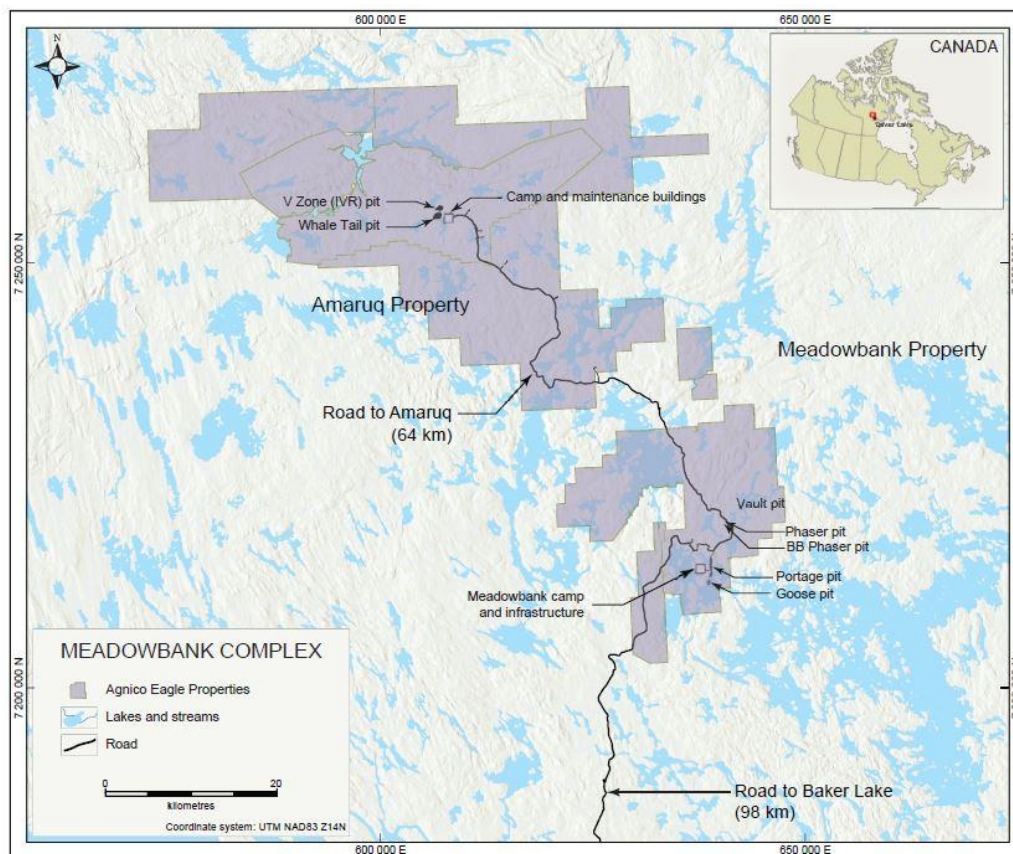 600 000 E
650 000 E
N
CANADA
Baker Lake
V Zone (IVR) pit
Camp and maintenance buildings
Whale Tail pit
7 250 000 N
Amaruq Property
Meadowbank Property
Road to Amaruq
(64 km)
Vault pit
Phaser pit
BB Phaser pit
Portage pit
Meadowbank camp
and infrastructure
Goose pit
MEADOWBANK COMPLEX
Agnico Eagle Properties
Lakes and streams
Road
0
20
kilometres
Coordinate system: UTM NAD83 Z14N
7 200 000 N
Road to Baker Lake
(98 km)
600 000 E
650 000 E